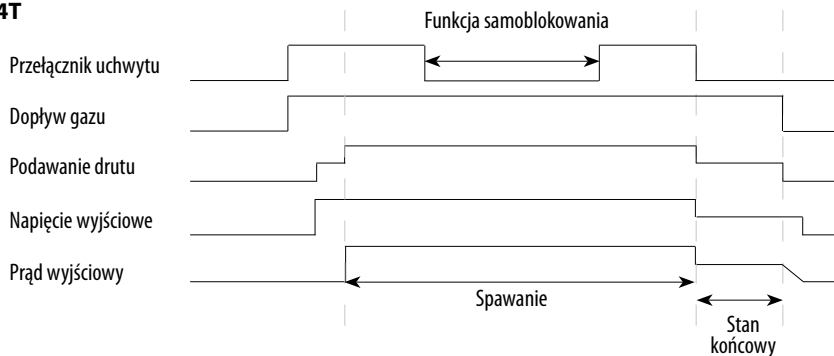 4T
Funkcja samoblokowania
Przełącznik uchwytu
Dopływ gazu
Podawanie drutu
Napięcie wyjściowe
Prąd wyjściowy
Spawanie
Stan
końcowy